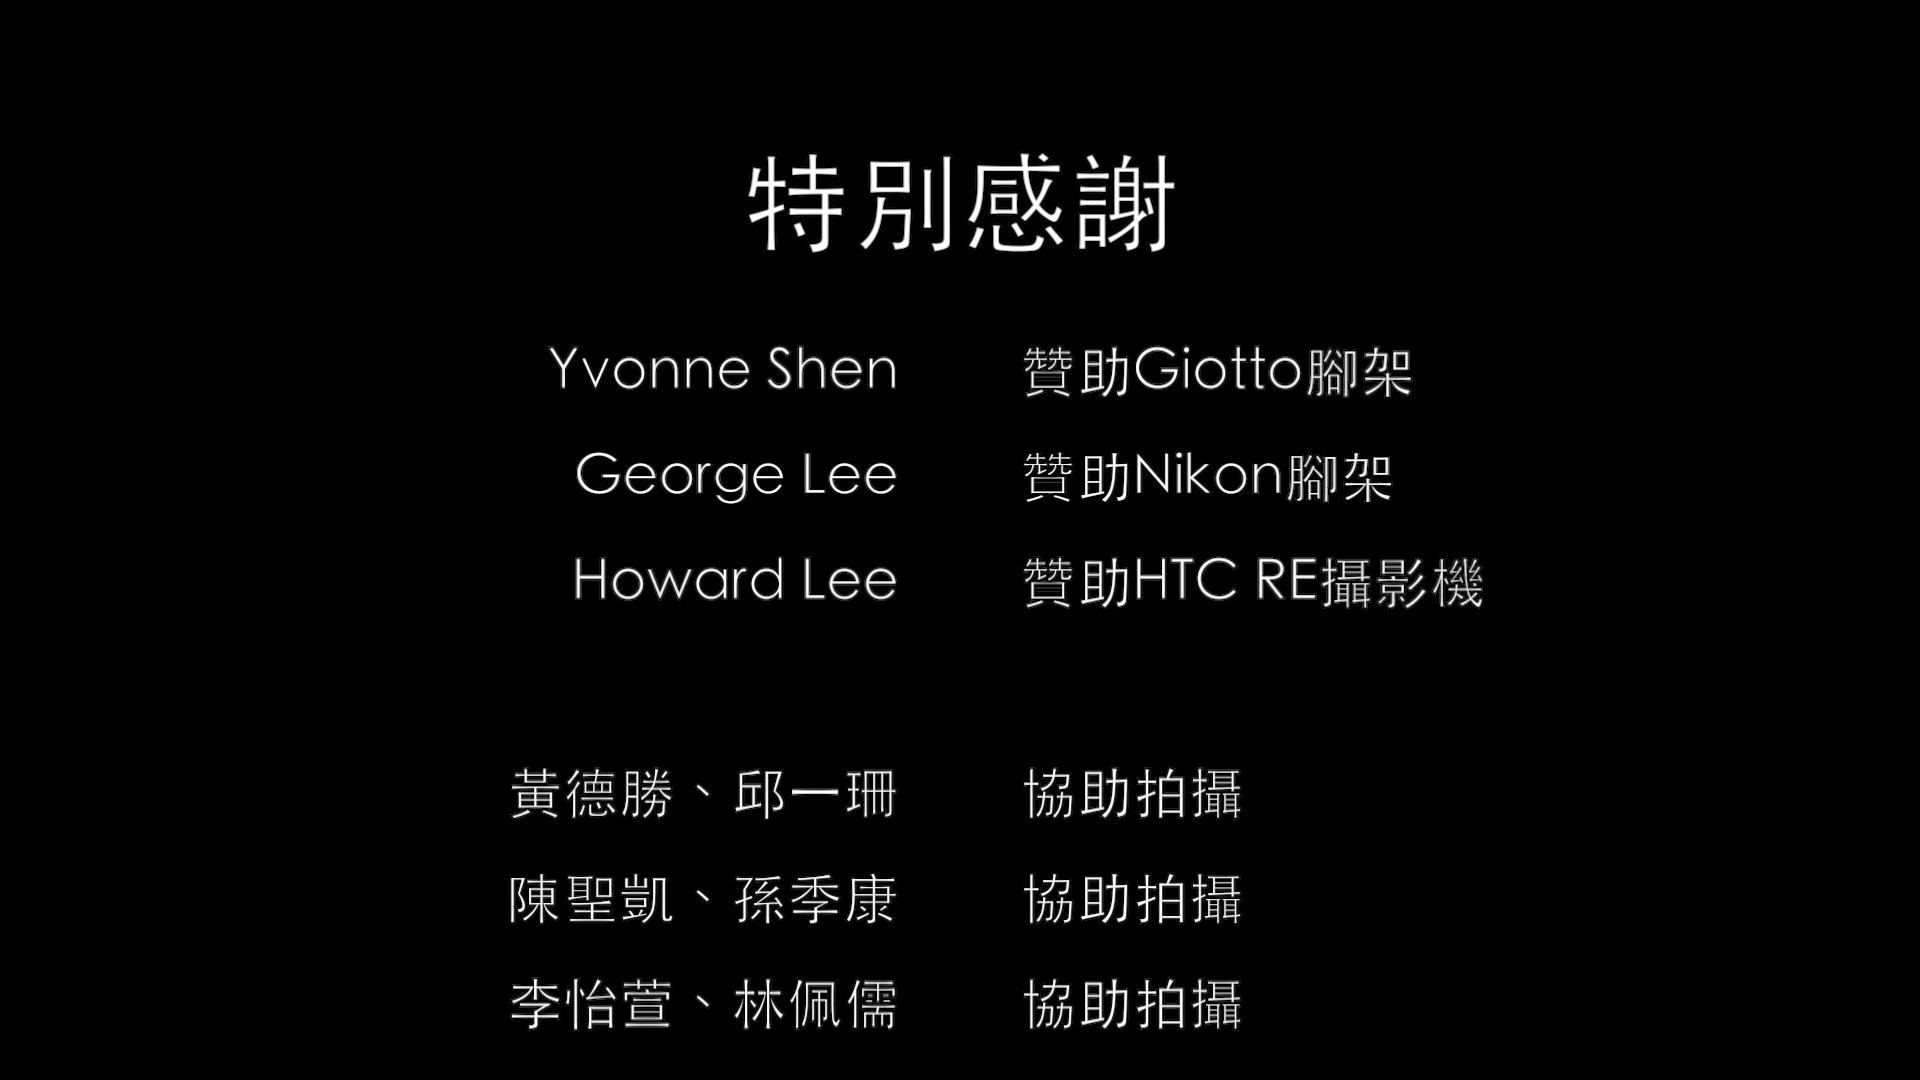 特別感謝
Yvonne Shen 贊助Giotto腳架
George Lee 贊助Nikon腳架
Howard Lee 贊助HTC RE攝影機
黃德勝、邱一珊 協助拍攝
陳聖凱、孫季康 協助拍攝
李怡萱、林佩儒 協助拍攝